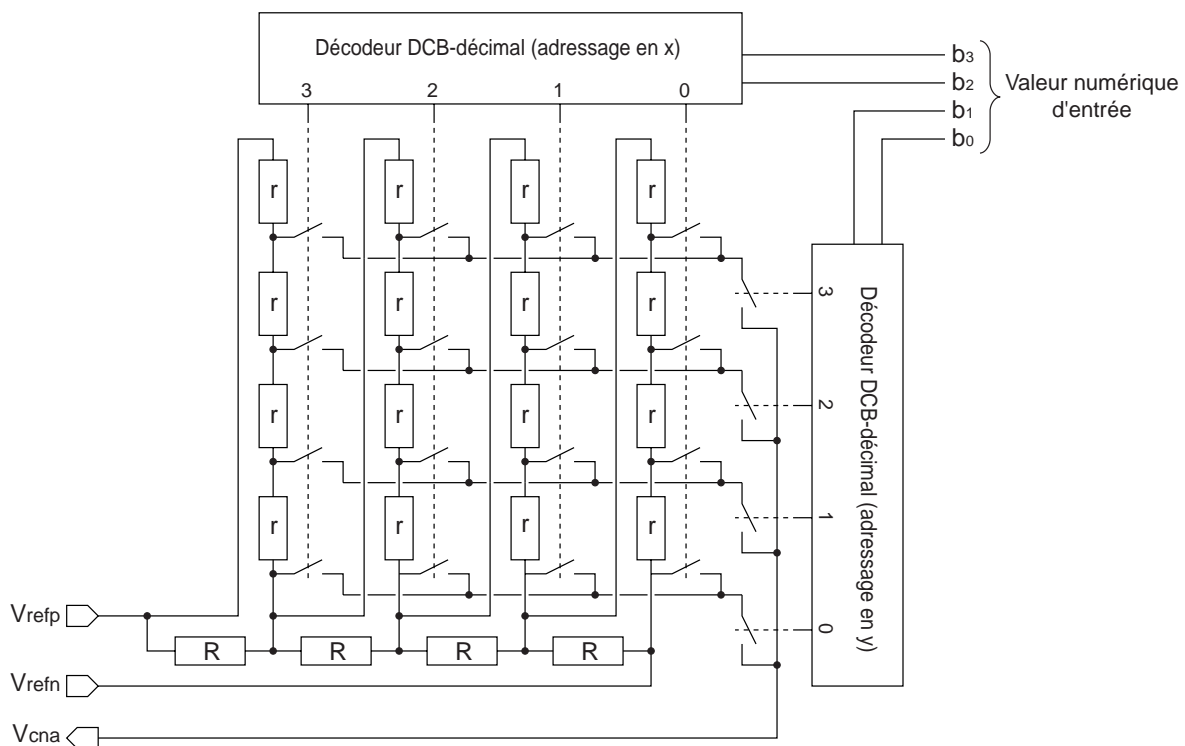 Décodeur DCB-décimal (adressage en x)
3 2 1 0
b3
b2
b1
b0
Valeur numérique
d'entrée
r r r r
r r r r
r r r r
r r r r
3
2
1
0
Décodeur DCB-décimal (adressage en y)
Vrefp
R R R R
Vrefn
Vcna